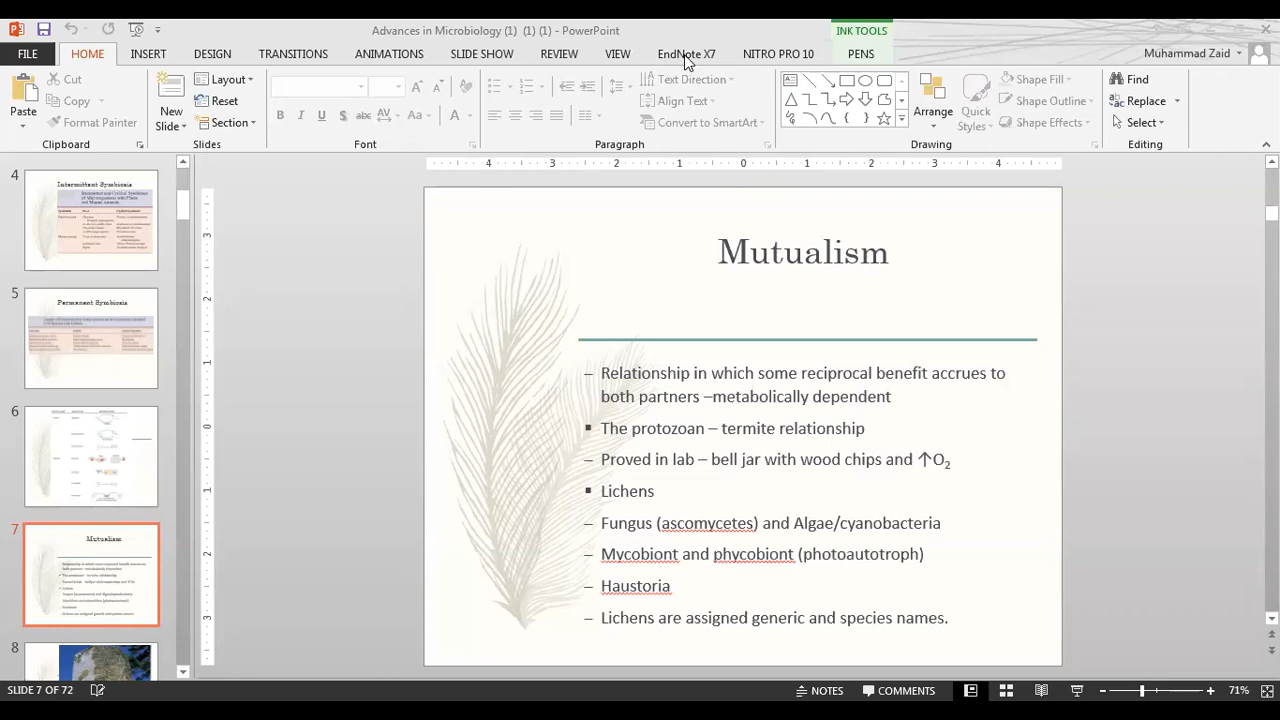 Advances in Microbiology (1) (1) (1) - PowerPoint
INK TOOLS
FILE HOME INSERT DESIGN TRANSITIONS ANIMATIONS SLIDE SHOW REVIEW VIEW EndNote X7 NITRO PRO 10 PENS Muhammad Zaid
Paste
Cut
Copy
Format Painter
Clipboard
New Slide
Layout
Reset
Section
Slides
Font
Text Direction
Align Text
Convert to SmartArt
Paragraph
Arrange
Quick Styles
Shape Fill
Shape Outline
Shape Effects
Drawing
Find
Replace
Select
Editing
4
Intermittent Symbiosis
5
Permanent Symbiosis
6
7
Mutualism
8
Mutualism
– Relationship in which some reciprocal benefit accrues to
both partners –metabolically dependent
▪ The protozoan – termite relationship
– Proved in lab – bell jar with wood chips and ↑O₂
▪ Lichens
– Fungus (ascomycetes) and Algae/cyanobacteria
– Mycobiont and phycobiont (photoautotroph)
– Haustoria
– Lichens are assigned generic and species names.
SLIDE 7 OF 72 NOTES COMMENTS 71%